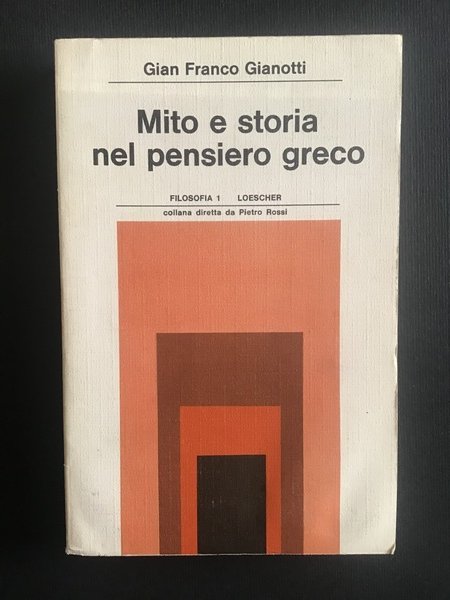 Gian Franco Gianotti
Mito e storia
nel pensiero greco
FILOSOFIA 1 LOESCHER
collana diretta da Pietro Rossi